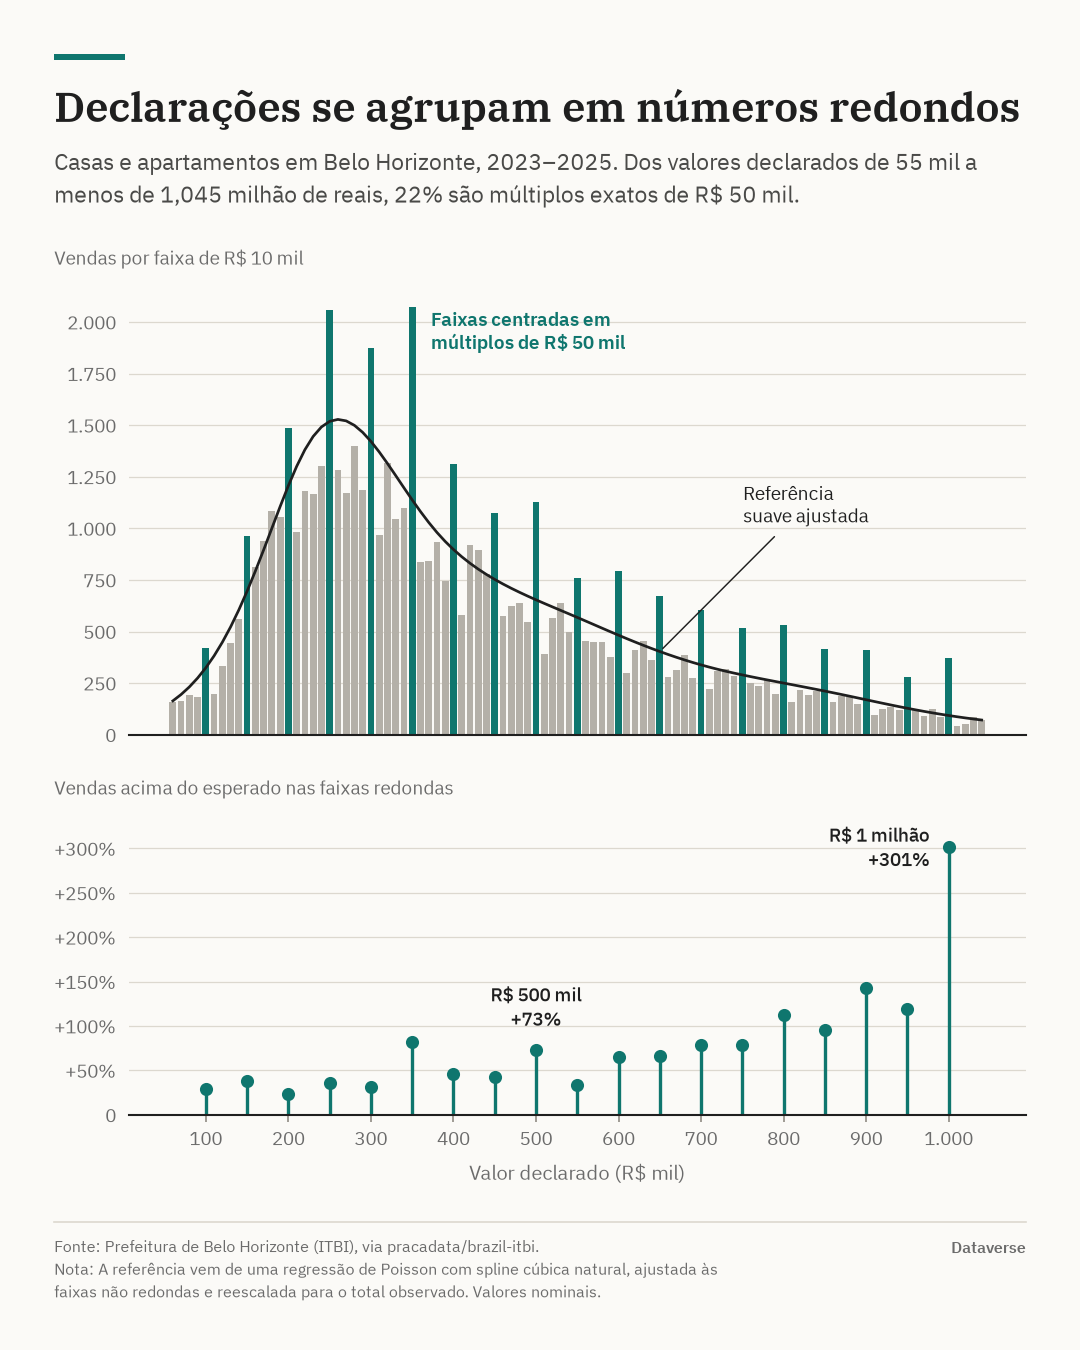 Declarações se agrupam em números redondos
Casas e apartamentos em Belo Horizonte, 2023–2025. Dos valores declarados de 55 mil a
menos de 1,045 milhão de reais, 22% são múltiplos exatos de R$ 50 mil.
Vendas por faixa de R$ 10 mil
2.000
1.750
1.500
1.250
1.000
750
500
250
0
Faixas centradas em
múltiplos de R$ 50 mil
Referência
suave ajustada
Vendas acima do esperado nas faixas redondas
+300%
+250%
+200%
+150%
+100%
+50%
0
R$ 1 milhão
+301%
R$ 500 mil
+73%
100 200 300 400 500 600 700 800 900 1.000
Valor declarado (R$ mil)
Fonte: Prefeitura de Belo Horizonte (ITBI), via pracadata/brazil-itbi.
Dataverse
Nota: A referência vem de uma regressão de Poisson com spline cúbica natural, ajustada às
faixas não redondas e reescalada para o total observado. Valores nominais.